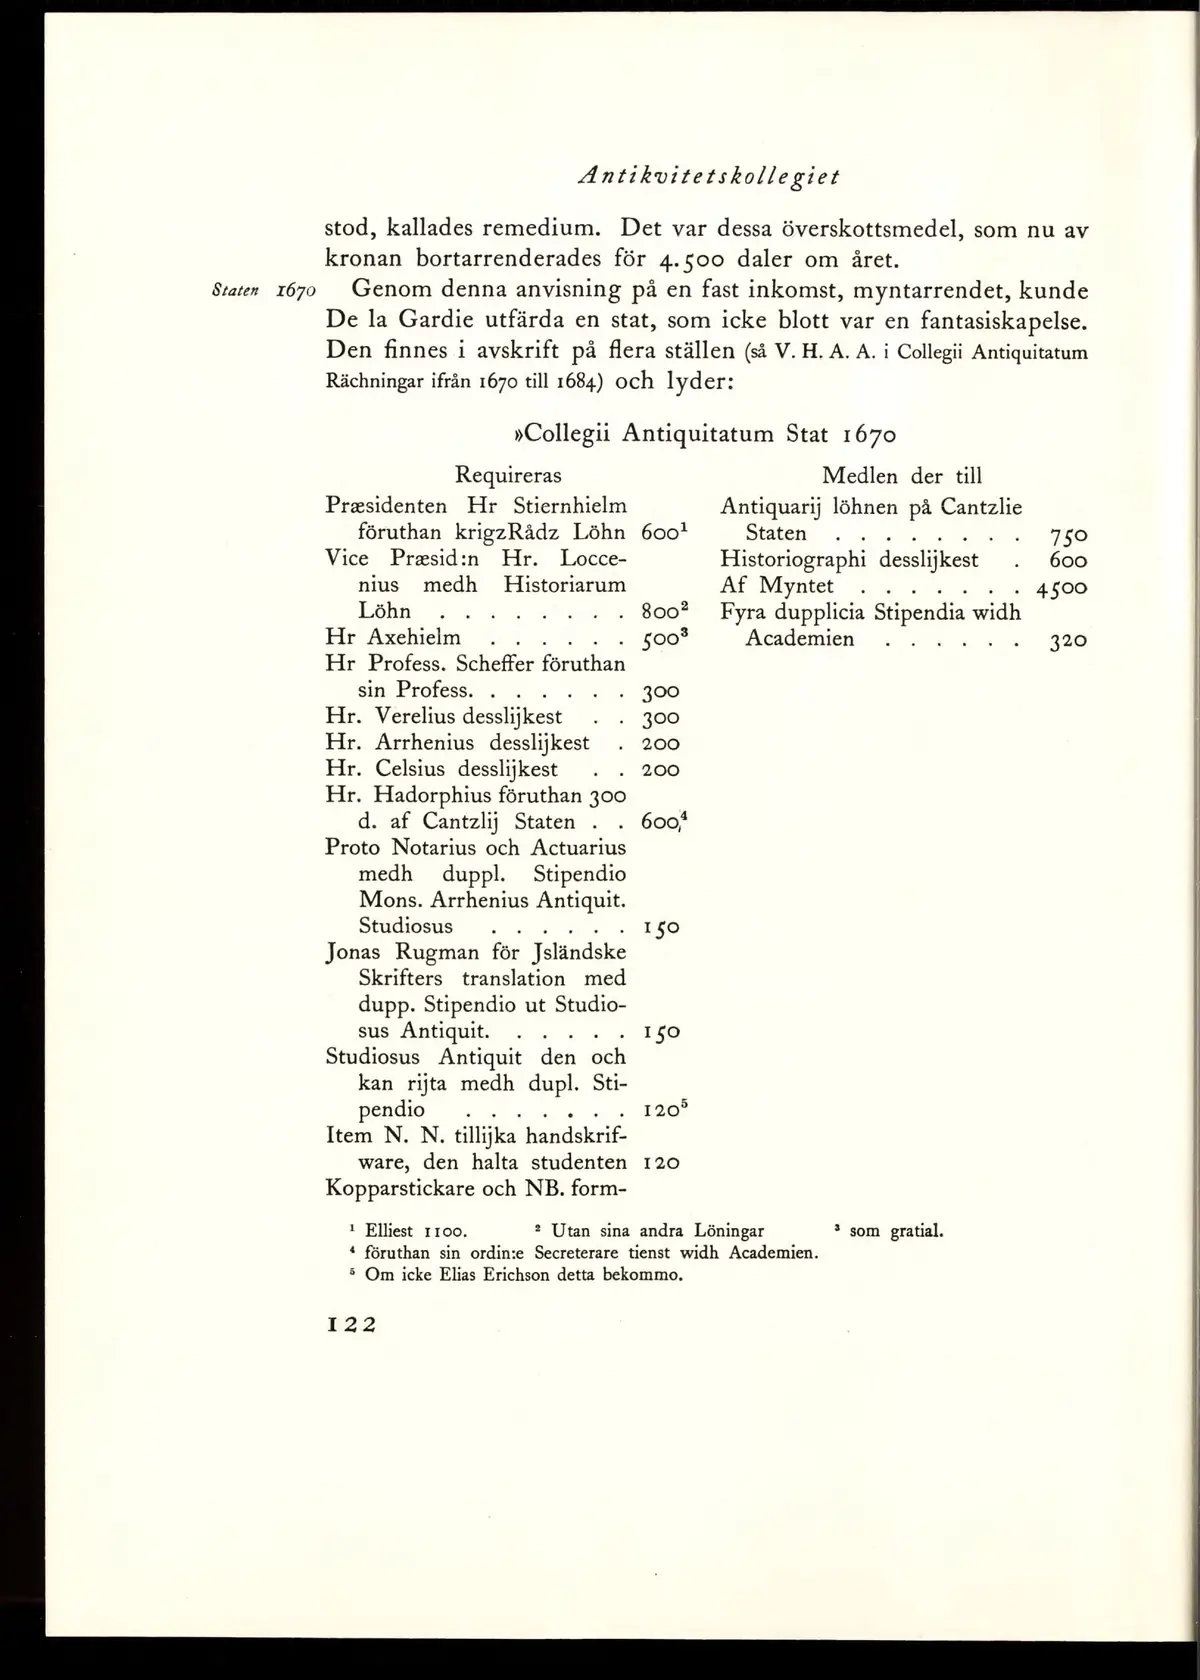 Antikvitetskollegiet
stod, kallades remedium. Det var dessa överskottsmedel, som nu av
kronan bortarrenderades för 4.500 daler om året.
Staten 1670 Genom denna anvisning på en fast inkomst, myntarrendet, kunde
De la Gardie utfärda en stat, som icke blott var en fantasiskapelse.
Den finnes i avskrift på flera ställen (så V. H. A. A. i Collegii Antiquitatum
Rächningar ifrån 1670 till 1684) och lyder:
»Collegii Antiquitatum Stat 1670
Requireras
Præsidenten Hr Stiernhielm
föruthan krigzRådz Löhn 600¹
Vice Præsid:n Hr. Locce-
nius medh Historiarum
Löhn . . . . . . . . 800²
Hr Axehielm . . . . . . 500³
Hr Profess. Scheffer föruthan
sin Profess. . . . . . . 300
Hr. Verelius desslijkest . . 300
Hr. Arrhenius desslijkest . 200
Hr. Celsius desslijkest . . 200
Hr. Hadorphius föruthan 300
d. af Cantzlij Staten . . 600,⁴
Proto Notarius och Actuarius
medh duppl. Stipendio
Mons. Arrhenius Antiquit.
Studiosus . . . . . . 150
Jonas Rugman för Jsländske
Skrifters translation med
dupp. Stipendio ut Studio-
sus Antiquit. . . . . . 150
Studiosus Antiquit den och
kan rijta medh dupl. Sti-
pendio . . . . . . . 120⁵
Item N. N. tillijka handskrif-
ware, den halta studenten 120
Kopparstickare och NB. form-
Medlen der till
Antiquarij löhnen på Cantzlie
Staten . . . . . . . . 750
Historiographi desslijkest . 600
Af Myntet . . . . . . . 4500
Fyra dupplicia Stipendia widh
Academien . . . . . . 320
¹ Elliest 1100. ² Utan sina andra Löningar ³ som gratial.
⁴ föruthan sin ordin:e Secreterare tienst widh Academien.
⁵ Om icke Elias Erichson detta bekommo.
122